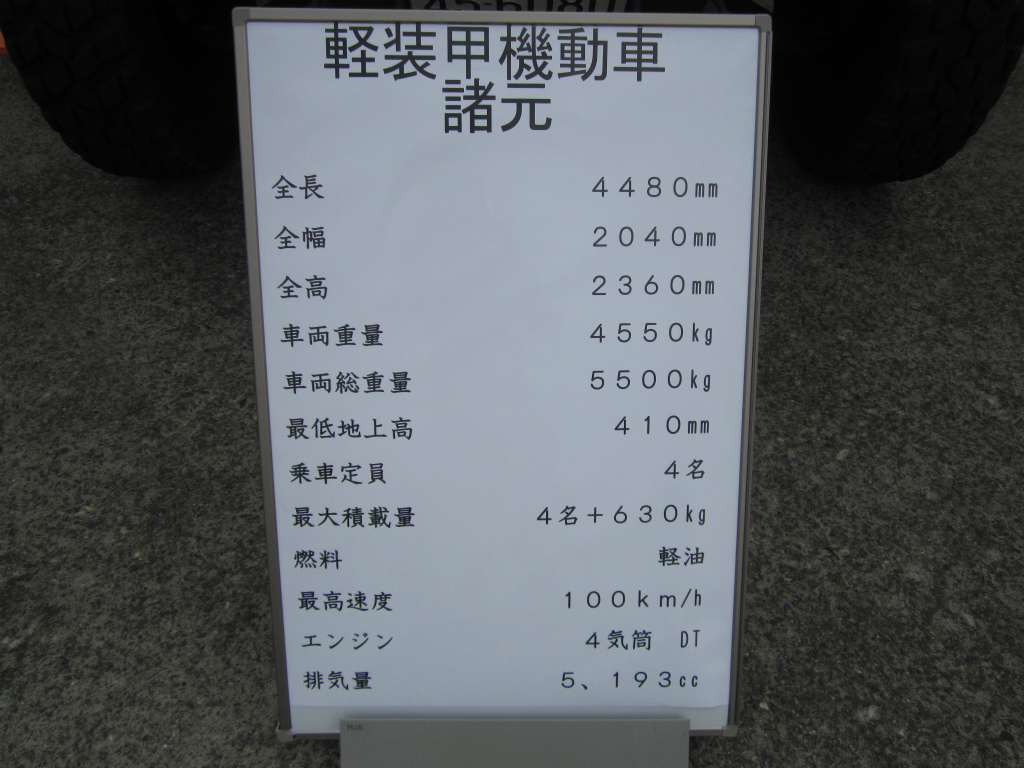 軽装甲機動車
諸元
全長 4480mm
全幅 2040mm
全高 2360mm
車両重量 4550kg
車両総重量 5500kg
最低地上高 410mm
乗車定員 4名
最大積載量 4名+630kg
燃料 軽油
最高速度 100km/h
エンジン 4気筒 DT
排気量 5、193cc
PLUS